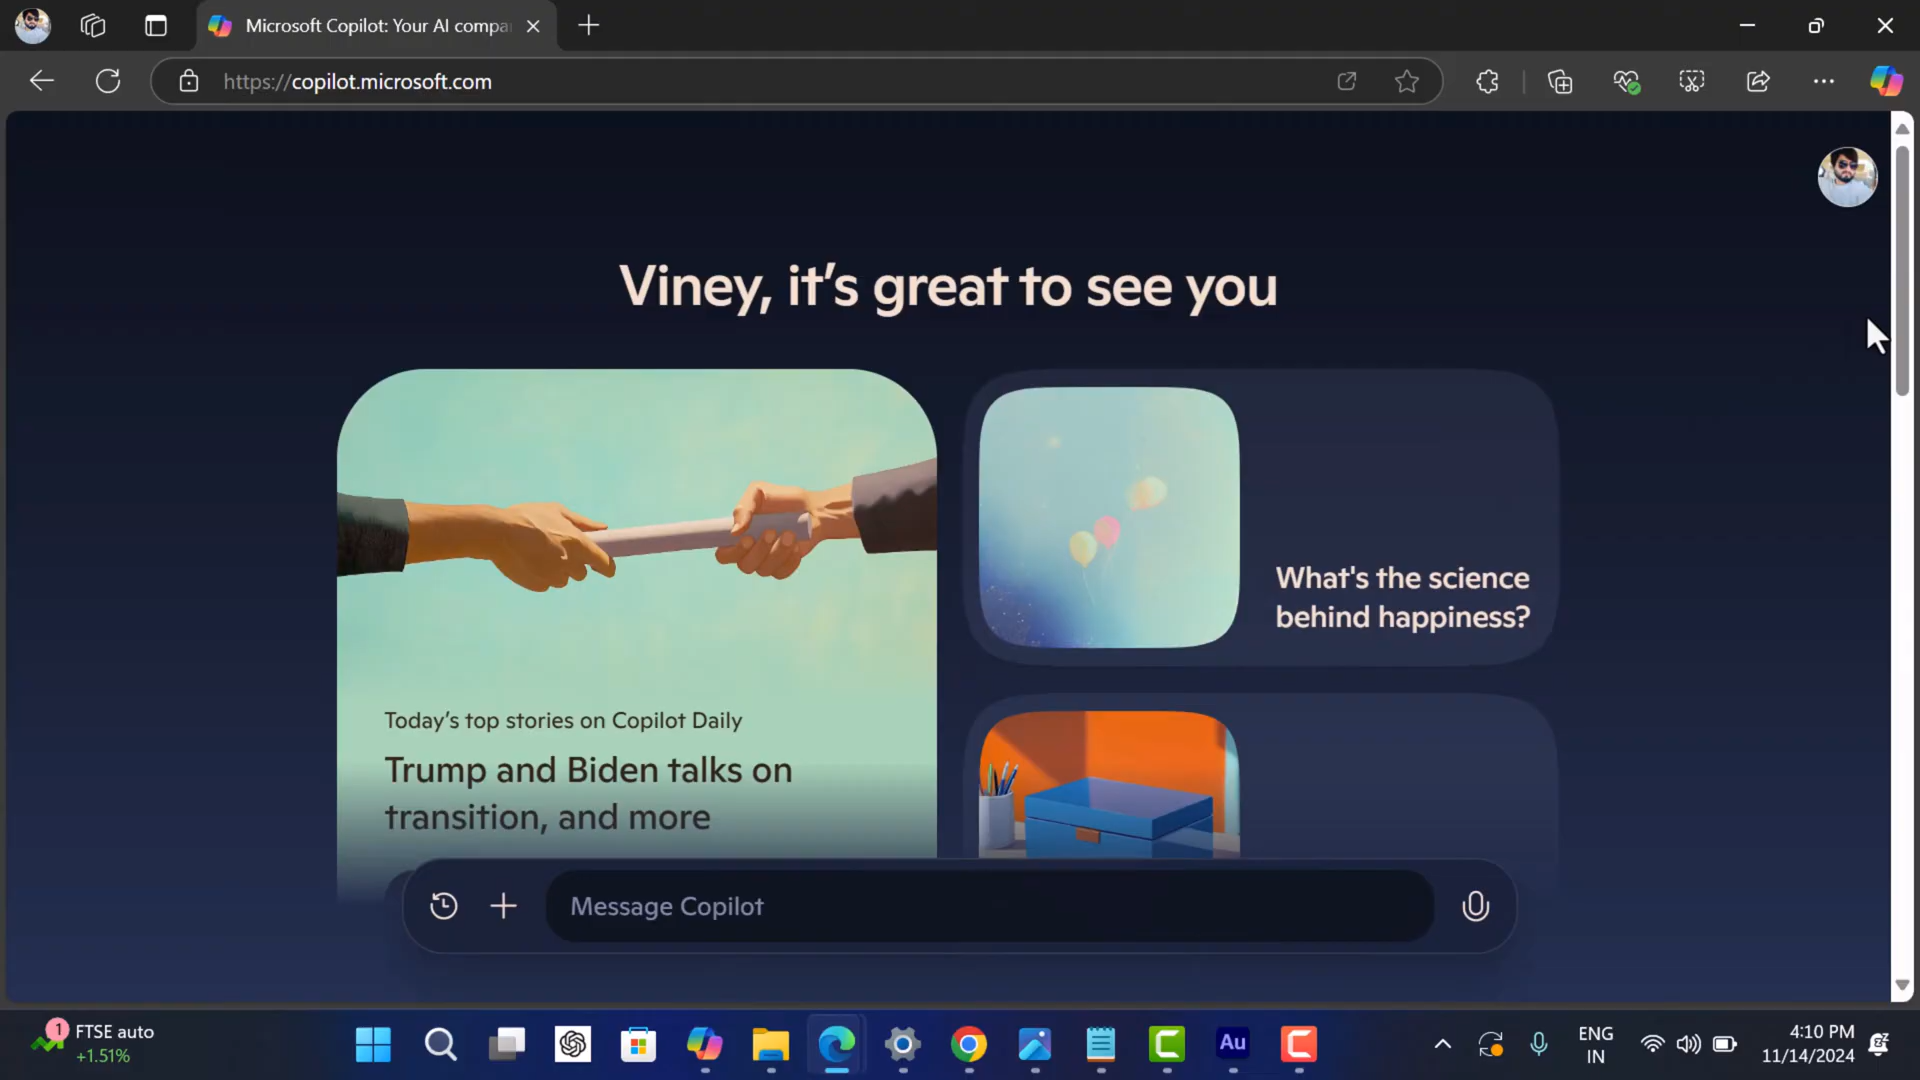 Microsoft Copilot: Your AI compa
https://copilot.microsoft.com
Viney, it's great to see you
What's the science
behind happiness?
Today's top stories on Copilot Daily
Trump and Biden talks on
transition, and more
Message Copilot
1
FTSE auto
+1.51%
Au
ENG
IN
4:10 PM
11/14/2024